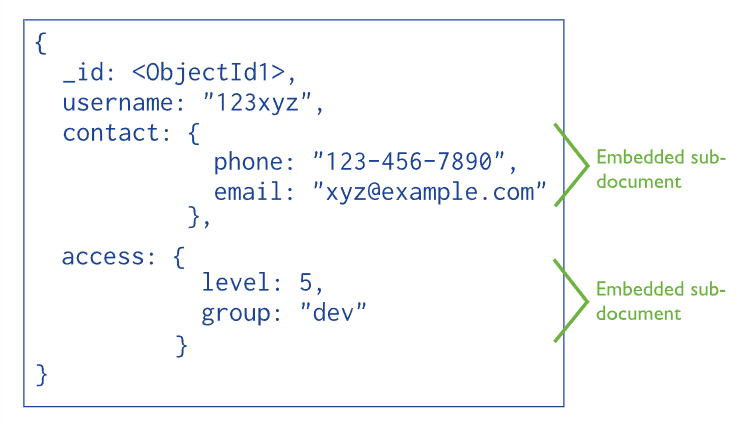 {
_id: <ObjectId1>,
username: "123xyz",
contact: {
phone: "123-456-7890",
email: "xyz@example.com"
},
Embedded sub-
document
access: {
level: 5,
group: "dev"
}
Embedded sub-
document
}